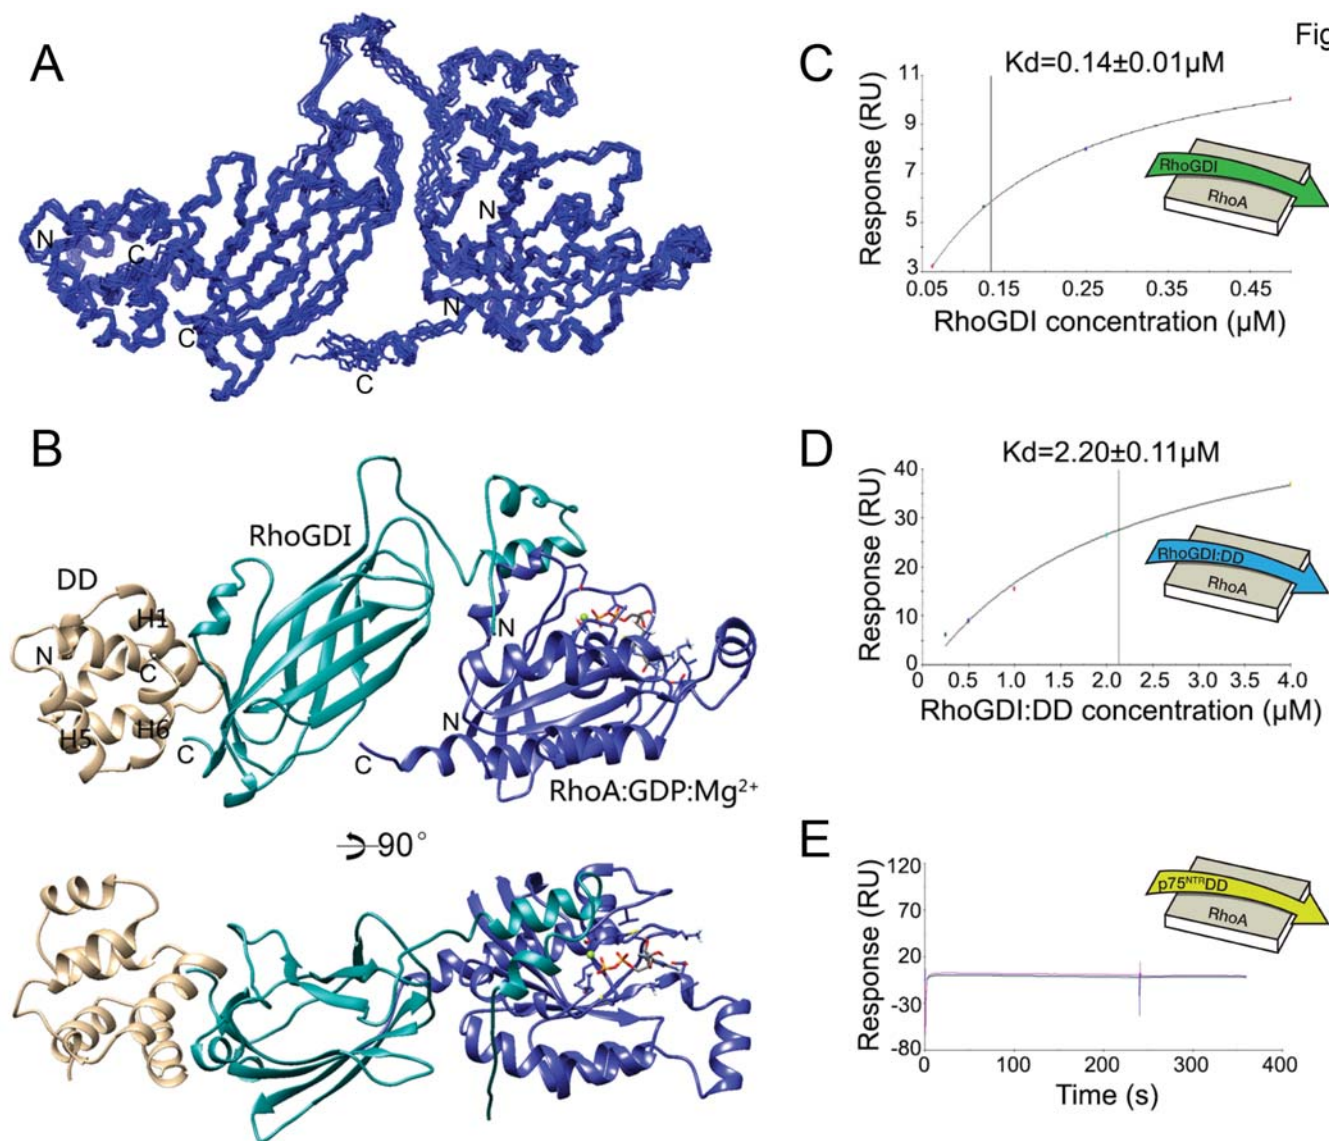 Fig
A
N
C
C
N
N
C
B
RhoGDI
DD
H1
N
C
H5
H6
C
N
N
C
RhoA:GDP:Mg²⁺
90°
C
Kd=0.14±0.01µM
Response (RU)
11
9
7
5
3
0.05
0.15
0.25
0.35
0.45
RhoGDI concentration (µM)
RhoGDI
RhoA
D
Kd=2.20±0.11µM
Response (RU)
40
30
20
10
0
0.5
1.0
1.5
2.0
2.5
3.0
3.5
4.0
RhoGDI:DD concentration (µM)
RhoGDI:DD
RhoA
E
Response (RU)
120
70
20
-30
-80
0
100
200
300
400
Time (s)
p75ᴺᵀᴿDD
RhoA